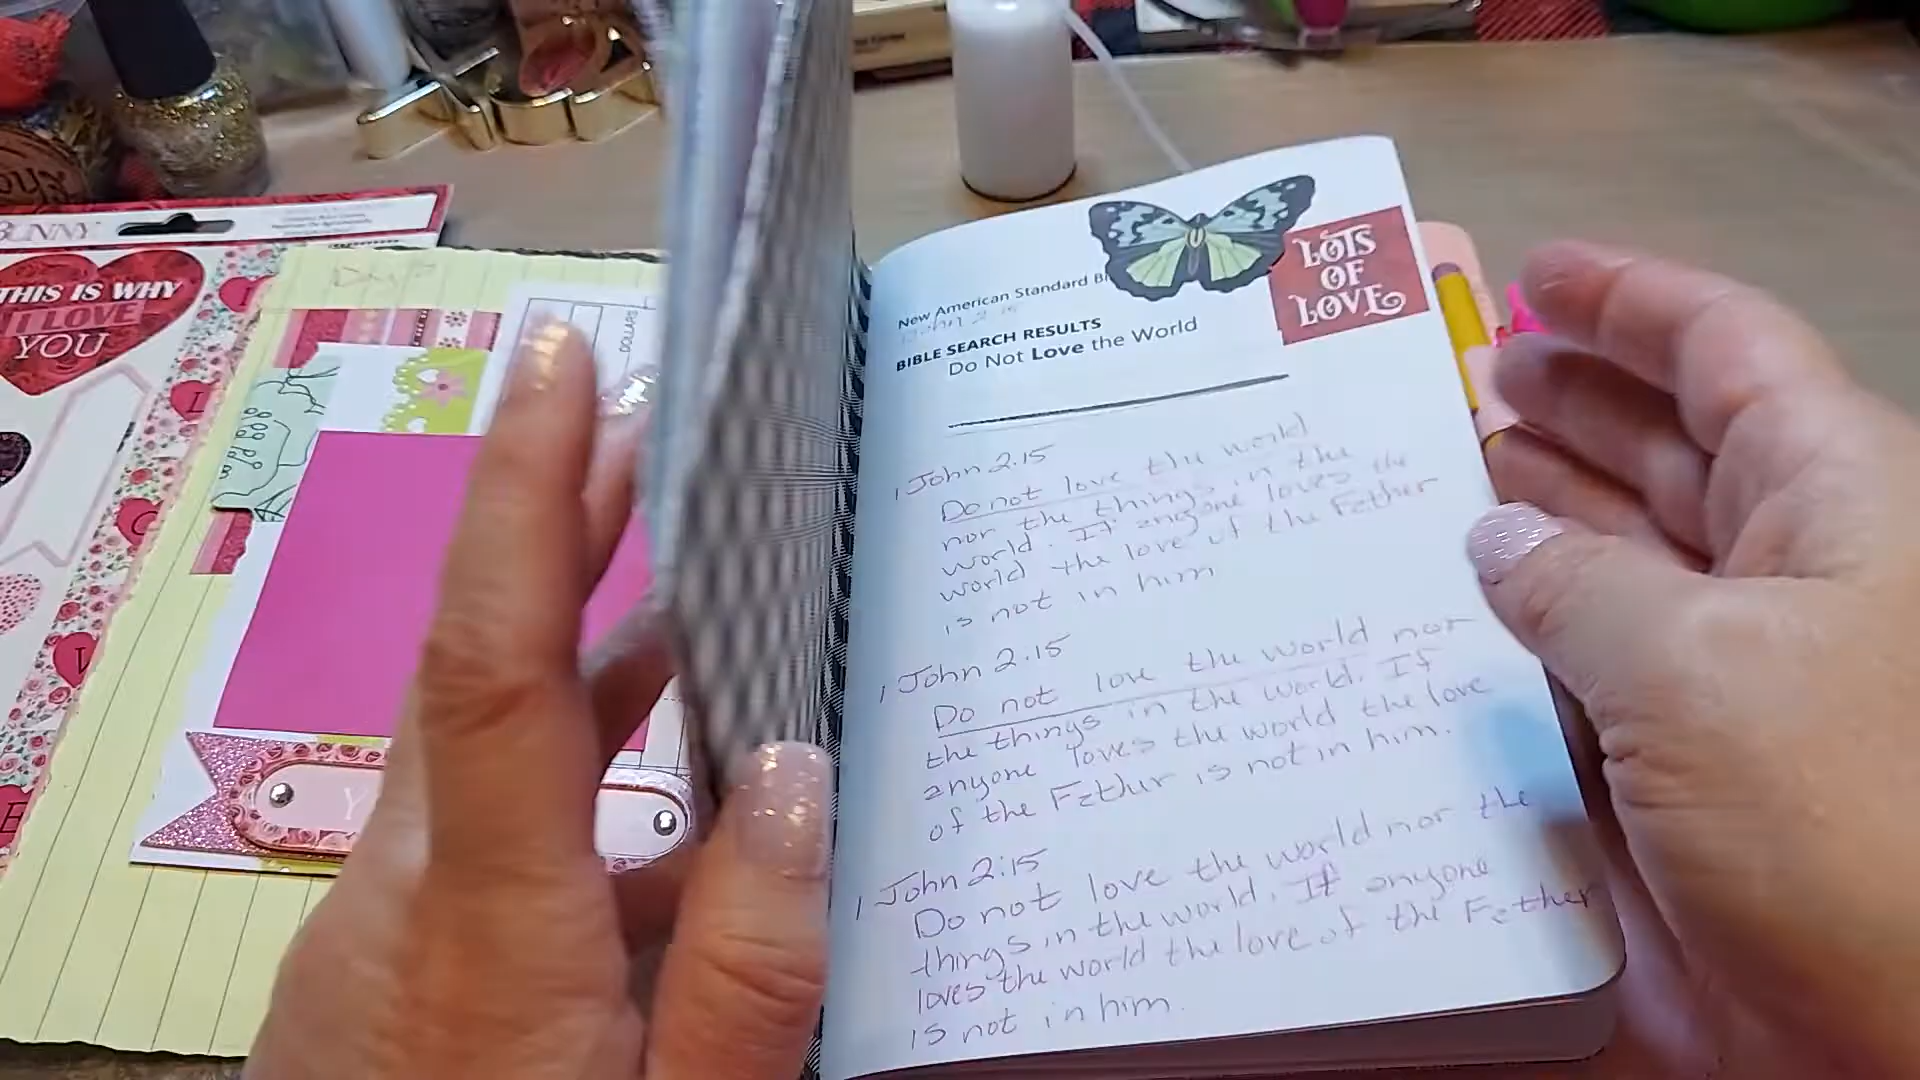 BUNNY
THIS IS WHY
I LOVE
YOU
DOLLARS
New American Standard Bi
John 2 15
BIBLE SEARCH RESULTS
Do Not Love the World
LOTS
OF
LOVE
1 John 2.15
Do not love the world
nor the things in the
world. If anyone loves the
world the love of the Father
is not in him
1 John 2.15
Do not love the world nor
the things in the world. If
anyone loves the world the love
of the Fathur is not in him.
1 John 2:15
Do not love the world nor the
things in the world. If anyone
loves the world the love of the Father
is not in him.